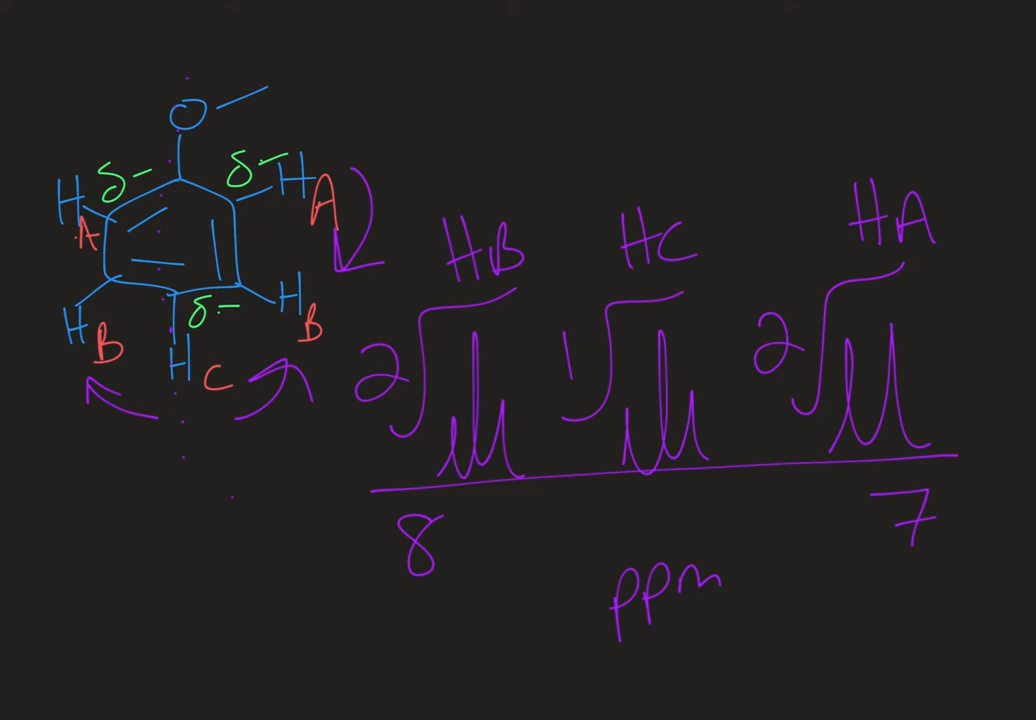 O
δ- δ-
H H
A A
δ-
H H
B B
H C
HB HC HA
2 1 2
8 7
ppm